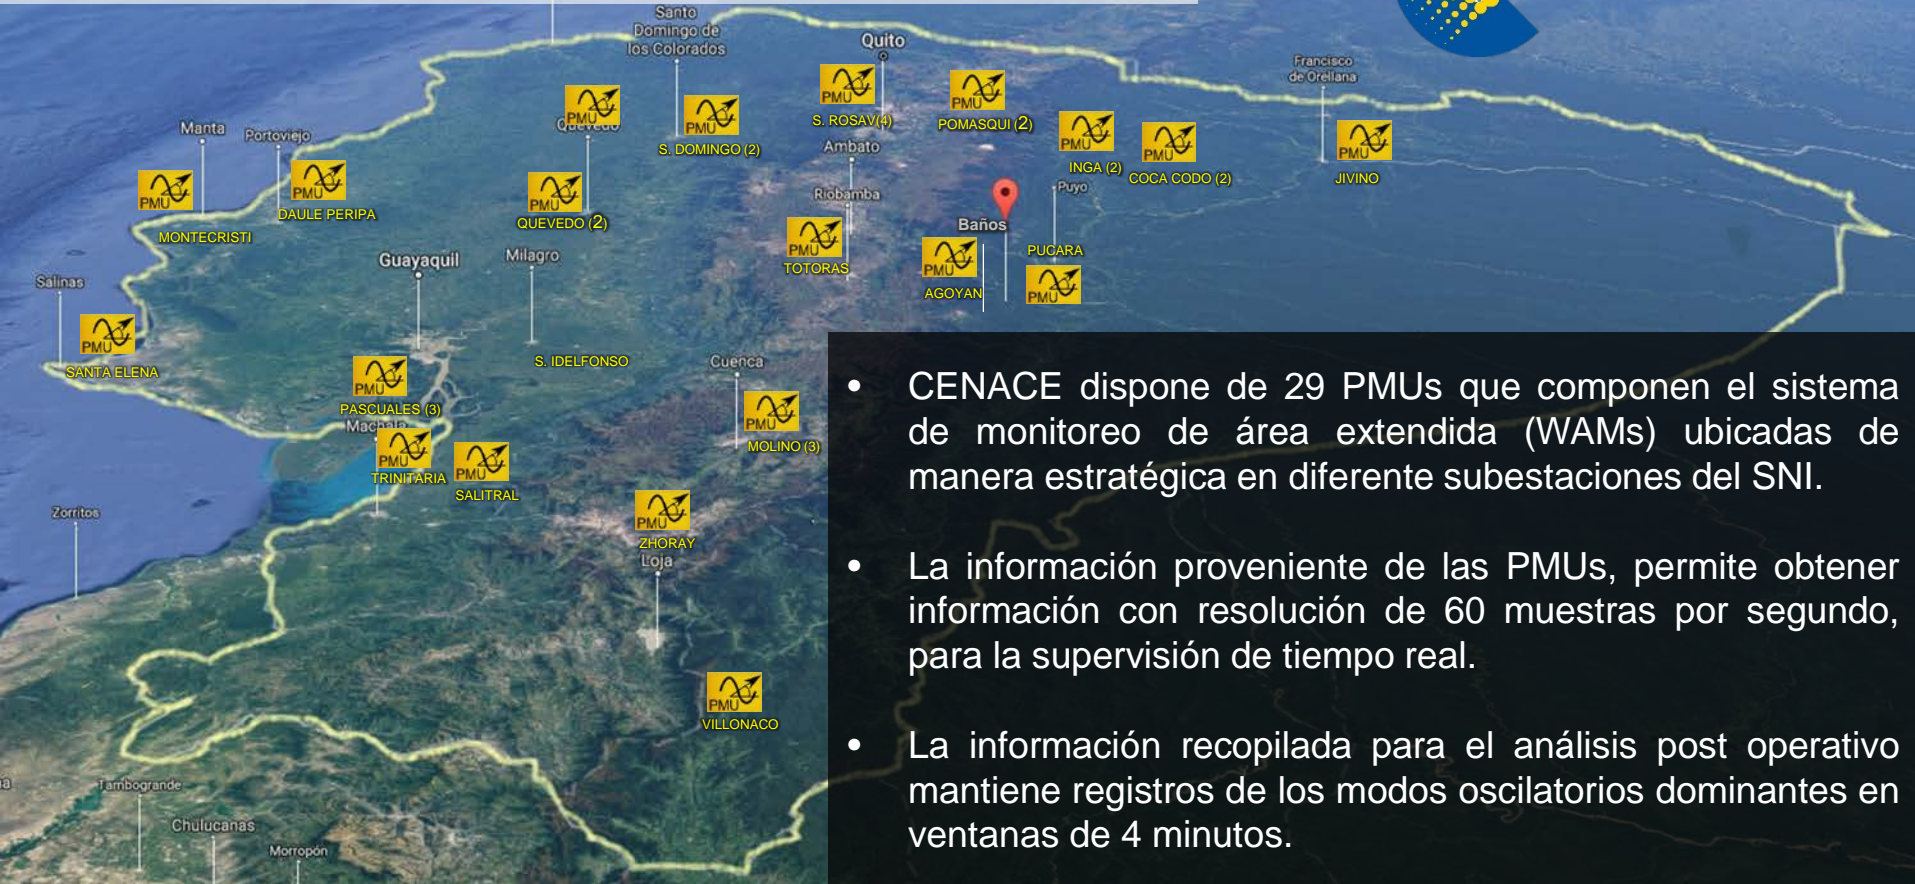 Santo
Domingo de
los Colorados
Quito
Francisco
de Orellana
PMU
S. ROSAV(4)
PMU
POMASQUI (2)
PMU
Quevedo
PMU
S. DOMINGO (2)
PMU
INGA (2)
PMU
COCA CODO (2)
PMU
JIVINO
Manta
Portoviejo
Ambato
PMU
MONTECRISTI
PMU
DAULE PERIPA
PMU
QUEVEDO (2)
Riobamba
Puyo
Baños
PMU
TOTORAS
PMU
AGOYAN
PUCARA
PMU
Guayaquil
Milagro
Salinas
PMU
SANTA ELENA
S. IDELFONSO
Cuenca
PMU
PASCUALES (3)
Machala
PMU
TRINITARIA
PMU
SALITRAL
PMU
MOLINO (3)
Zorritos
PMU
ZHORAY
Loja
PMU
VILLONACO
Tambogrande
Chulucanas
Morropón
• CENACE dispone de 29 PMUs que componen el sistema
de monitoreo de área extendida (WAMs) ubicadas de
manera estratégica en diferente subestaciones del SNI.
• La información proveniente de las PMUs, permite obtener
información con resolución de 60 muestras por segundo,
para la supervisión de tiempo real.
• La información recopilada para el análisis post operativo
mantiene registros de los modos oscilatorios dominantes en
ventanas de 4 minutos.